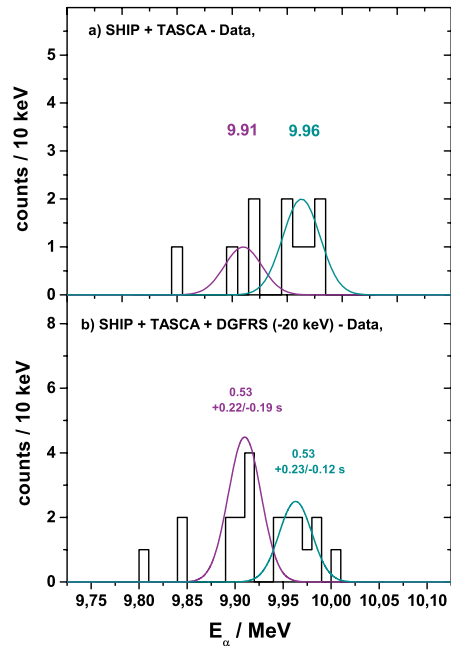 a) SHIP + TASCA - Data,
9.91 9.96
counts / 10 keV
5
4
3
2
1
0
b) SHIP + TASCA + DGFRS (-20 keV) - Data,
0.53
+0.22/-0.19 s
0.53
+0.23/-0.12 s
counts / 10 keV
8
6
4
2
0
9,75 9,80 9,85 9,90 9,95 10,00 10,05 10,10
Eα / MeV